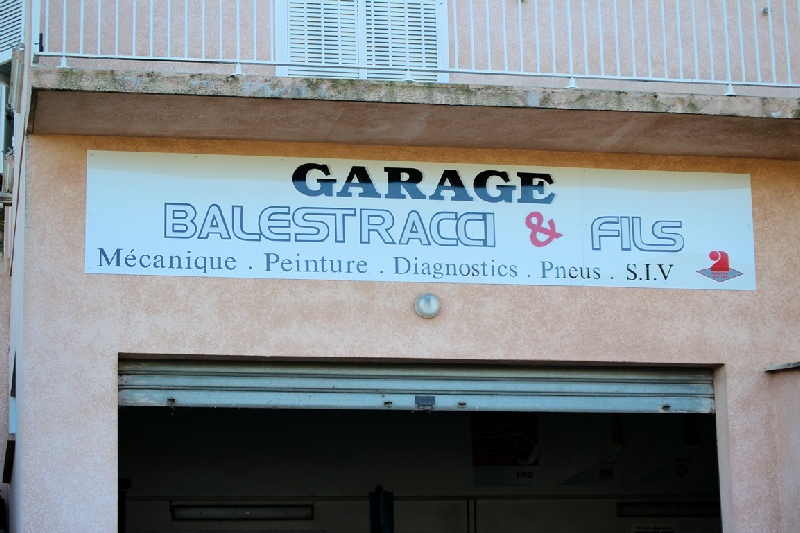 GARAGE
BALESTRACCI & FILS
Mécanique . Peinture . Diagnostics . Pneus . S.I.V